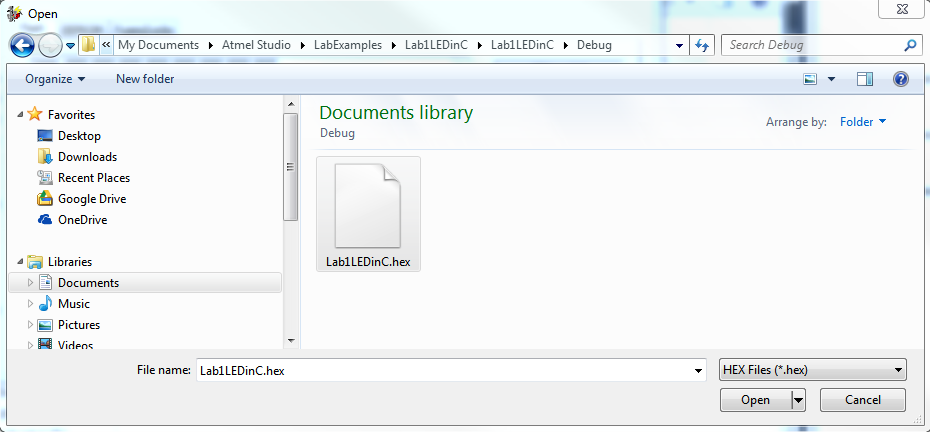 Open
« My Documents Atmel Studio LabExamples Lab1LEDinC Lab1LEDinC Debug Search Debug
Organize New folder
Favorites
Desktop
Downloads
Recent Places
Google Drive
OneDrive
Libraries
Documents
Music
Pictures
Videos
Documents library
Debug
Arrange by: Folder
Lab1LEDinC.hex
File name: Lab1LEDinC.hex HEX Files (*.hex)
Open Cancel